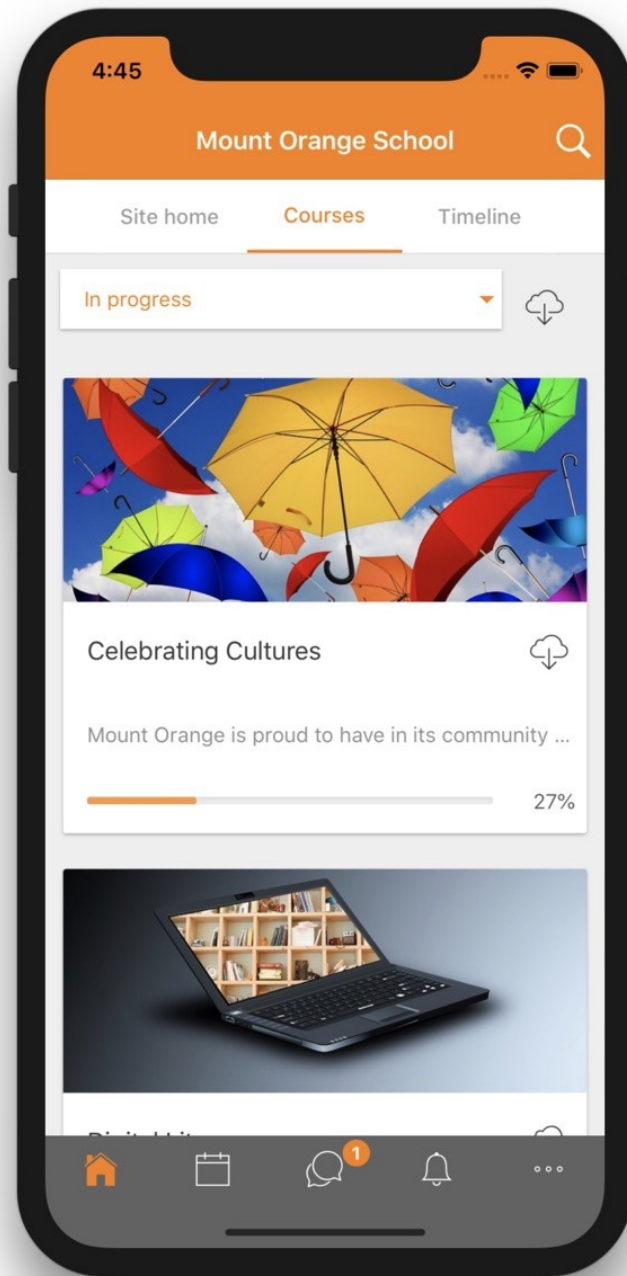 4:45
Mount Orange School
Site home Courses Timeline
In progress
Celebrating Cultures
Mount Orange is proud to have in its community ...
27%
1